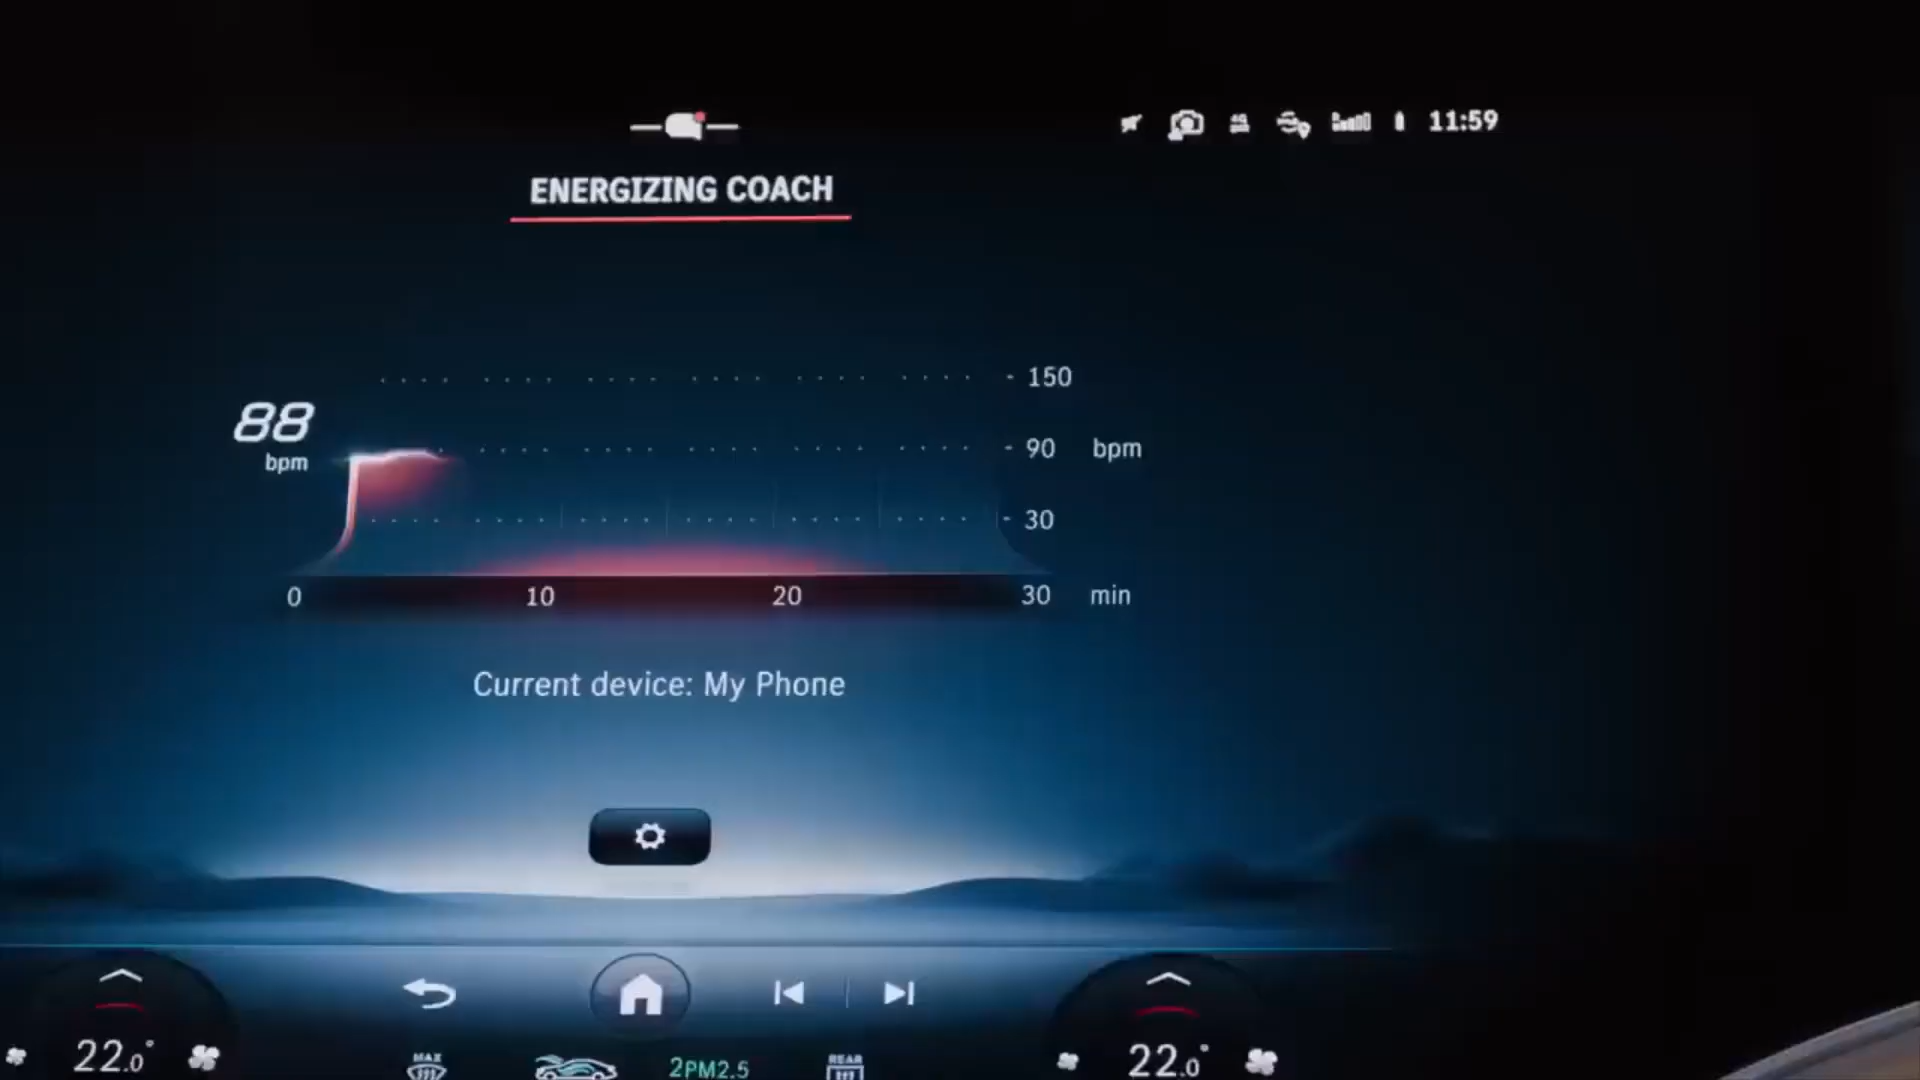 11:59
ENERGIZING COACH
150
88
bpm
90 bpm
30
0 10 20 30 min
Current device: My Phone
22.0°
MAX
2PM2.5
REAR
22.0°